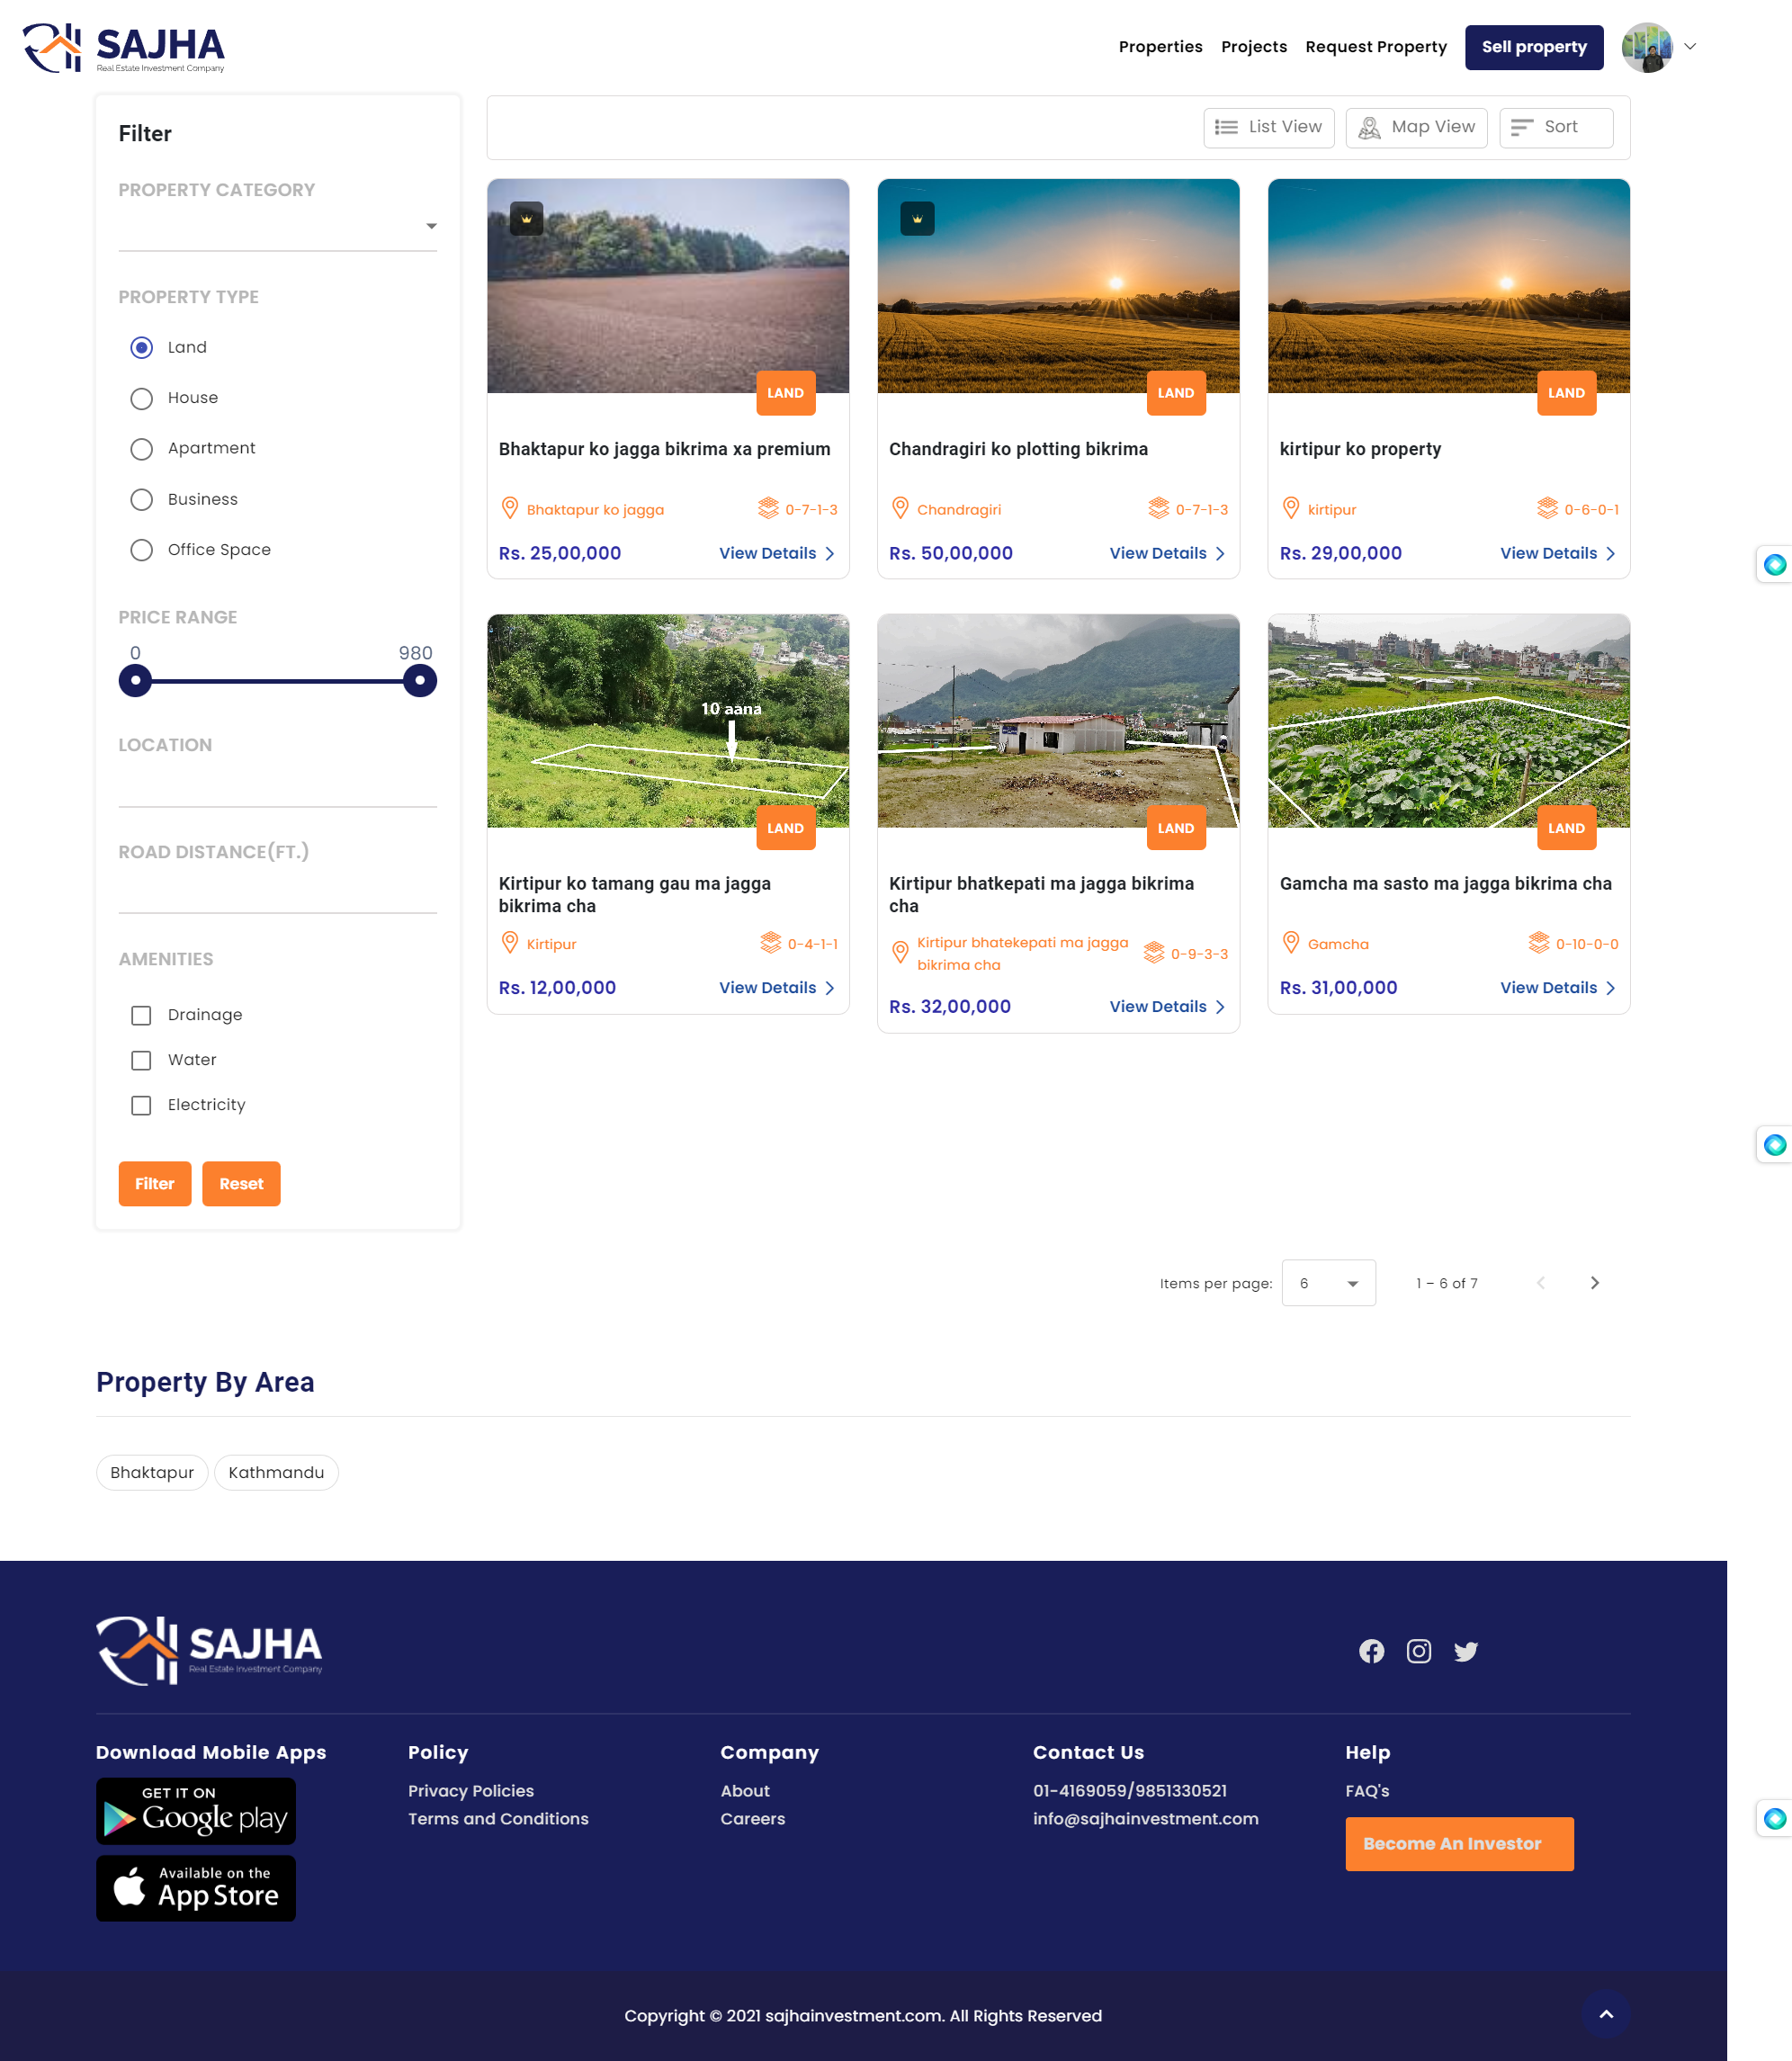 SAJHA
Real Estate Investment Company
Properties
Projects
Request Property
Sell property
Filter
PROPERTY CATEGORY
PROPERTY TYPE
Land
House
Apartment
Business
Office Space
PRICE RANGE
0
980
LOCATION
ROAD DISTANCE(FT.)
AMENITIES
Drainage
Water
Electricity
Filter
Reset
List View
Map View
Sort
LAND
Bhaktapur ko jagga bikrima xa premium
Bhaktapur ko jagga
0-7-1-3
Rs. 25,00,000
View Details
LAND
Chandragiri ko plotting bikrima
Chandragiri
0-7-1-3
Rs. 50,00,000
View Details
LAND
kirtipur ko property
kirtipur
0-6-0-1
Rs. 29,00,000
View Details
10 aana
LAND
Kirtipur ko tamang gau ma jagga
bikrima cha
Kirtipur
0-4-1-1
Rs. 12,00,000
View Details
LAND
Kirtipur bhatkepati ma jagga bikrima
cha
Kirtipur bhatekepati ma jagga
bikrima cha
0-9-3-3
Rs. 32,00,000
View Details
LAND
Gamcha ma sasto ma jagga bikrima cha
Gamcha
0-10-0-0
Rs. 31,00,000
View Details
Items per page:
6
1 – 6 of 7
Property By Area
Bhaktapur
Kathmandu
SAJHA
Real Estate Investment Company
Download Mobile Apps
GET IT ON
Google play
Available on the
App Store
Policy
Privacy Policies
Terms and Conditions
Company
About
Careers
Contact Us
01-4169059/9851330521
info@sajhainvestment.com
Help
FAQ's
Become An Investor
Copyright © 2021 sajhainvestment.com. All Rights Reserved